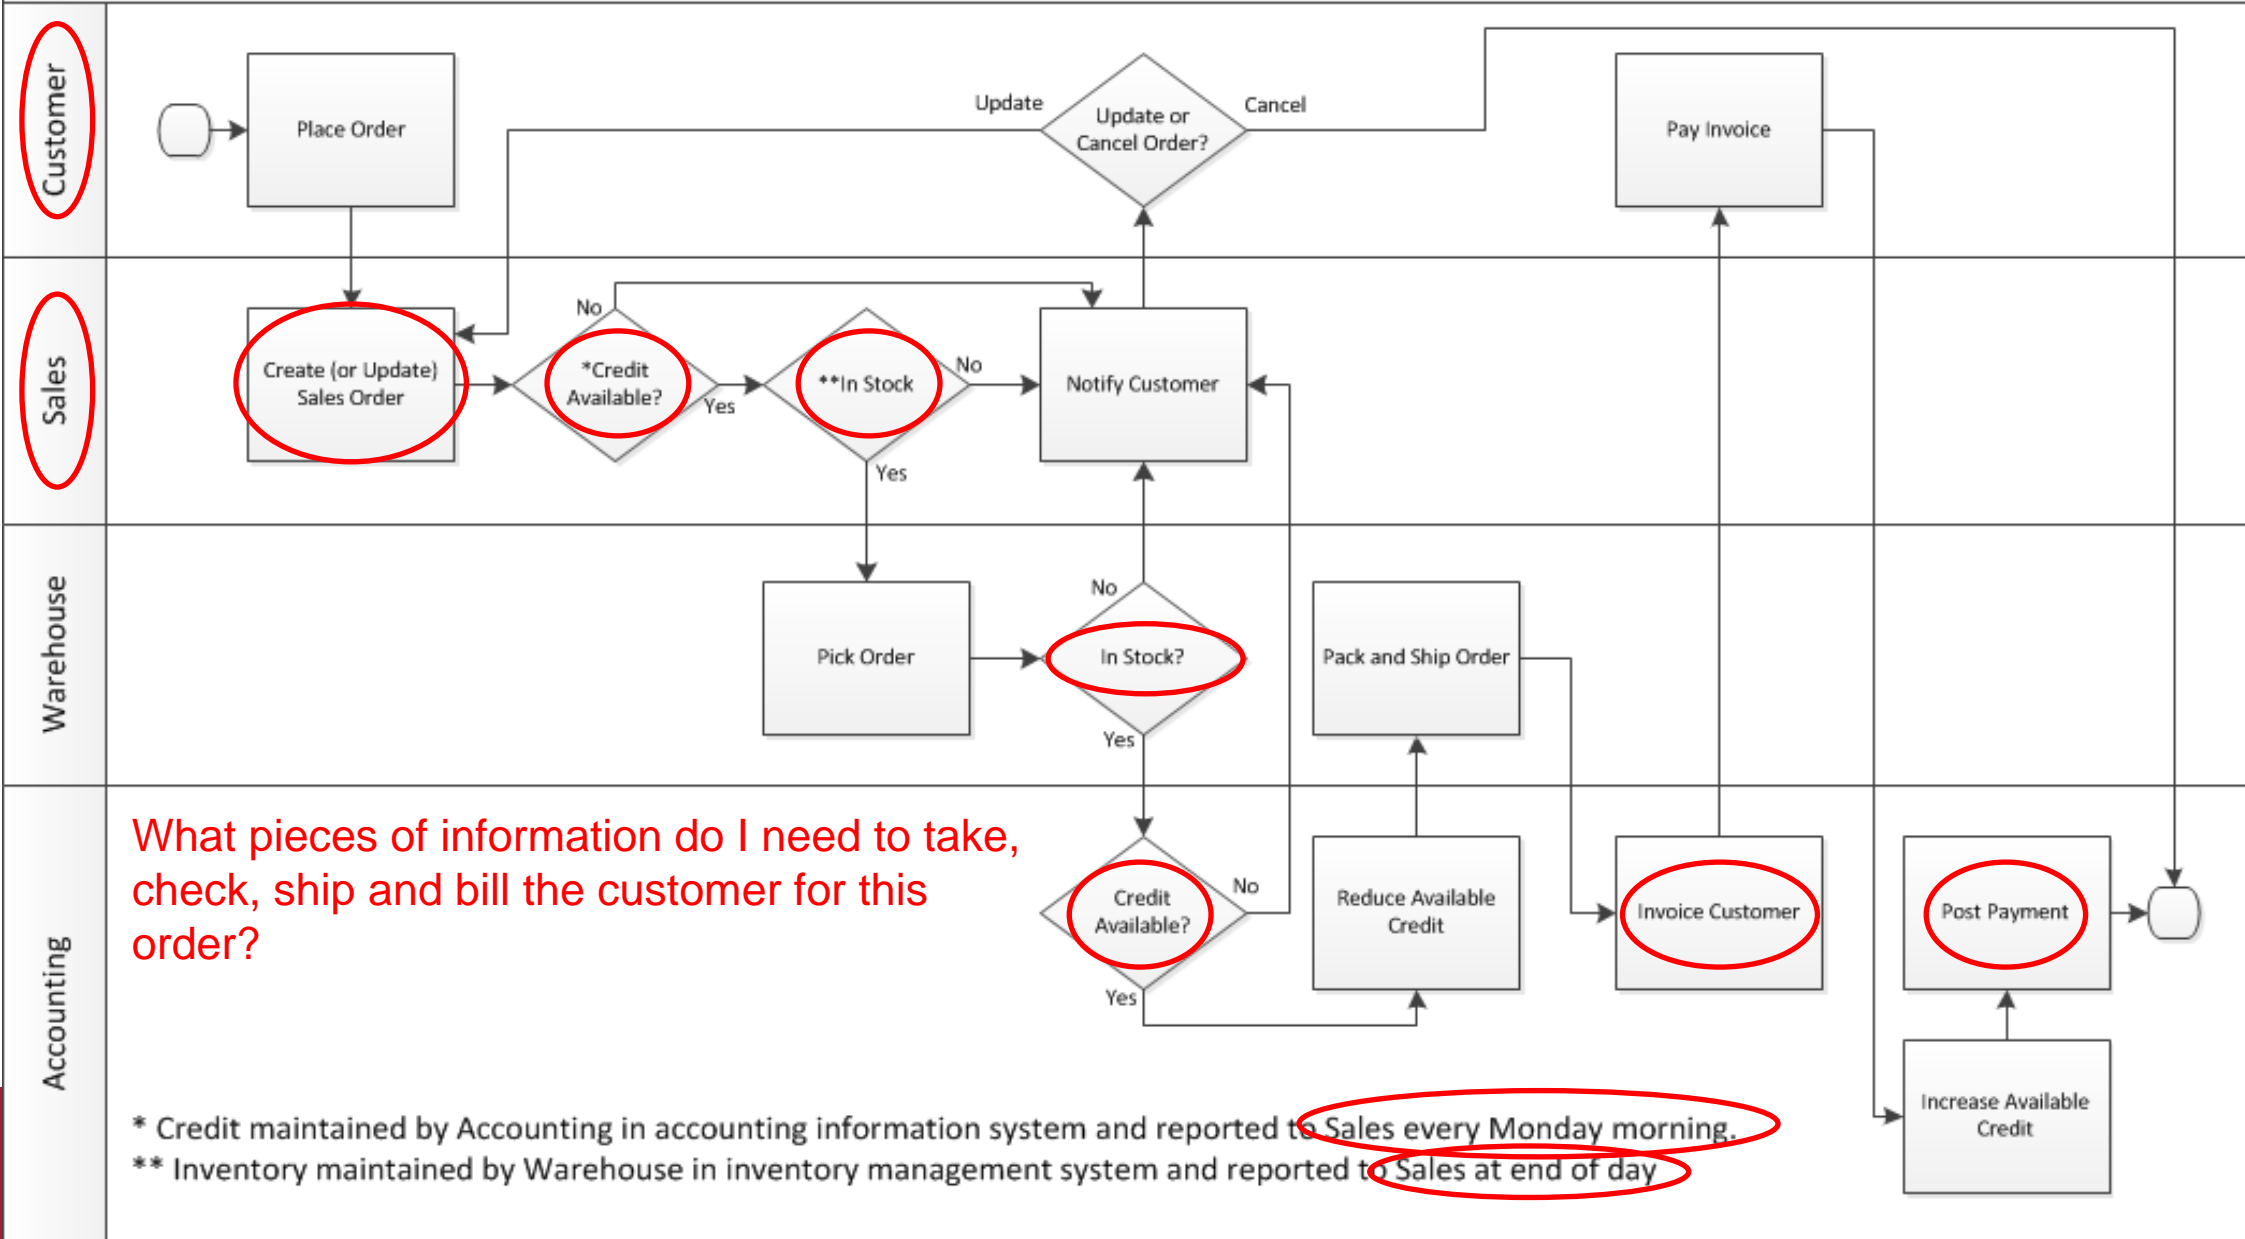 Customer
Place Order
Update
Update or
Cancel Order?
Cancel
Pay Invoice
Sales
Create (or Update)
Sales Order
No
*Credit
Available?
Yes
**In Stock
No
Yes
Notify Customer
Warehouse
Pick Order
No
In Stock?
Yes
Pack and Ship Order
Accounting
What pieces of information do I need to take,
check, ship and bill the customer for this
order?
Credit
Available?
No
Yes
Reduce Available
Credit
Invoice Customer
Post Payment
Increase Available
Credit
* Credit maintained by Accounting in accounting information system and reported to Sales every Monday morning.
** Inventory maintained by Warehouse in inventory management system and reported to Sales at end of day